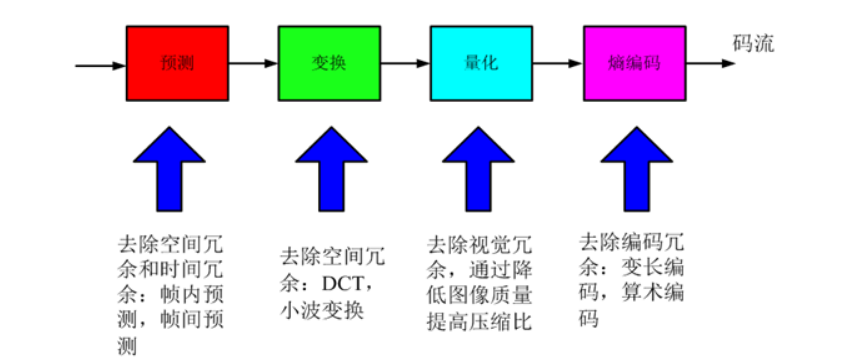 预测
变换
量化
熵编码
码流
去除空间冗
余和时间冗
余：帧内预
测，帧间预
测
去除空间冗
余：DCT，
小波变换
去除视觉冗
余，通过降
低图像质量
提高压缩比
去除编码冗
余：变长编
码，算术编
码